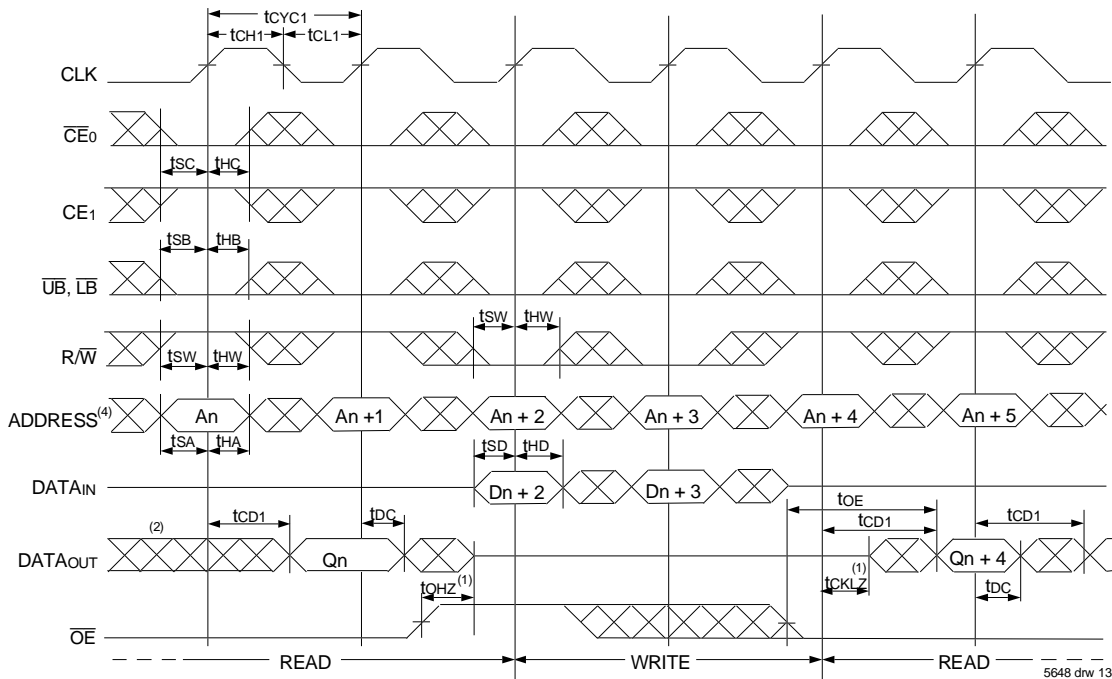 tCYC1
tCH1 tCL1
CLK
CE0
tSC tHC
CE1
tSB tHB
UB, LB
tSW tHW
R/W
tSW tHW
ADDRESS(4) An An +1 An + 2 An + 3 An + 4 An + 5
tSA tHA
tSD tHD
DATAIN
Dn + 2 Dn + 3
tOE
(2) tCD1 tDC tCD1 tCD1
DATAOUT
Qn Qn + 4
tOHZ(1) tCKLZ(1) tDC
OE
READ WRITE READ
5648 drw 13